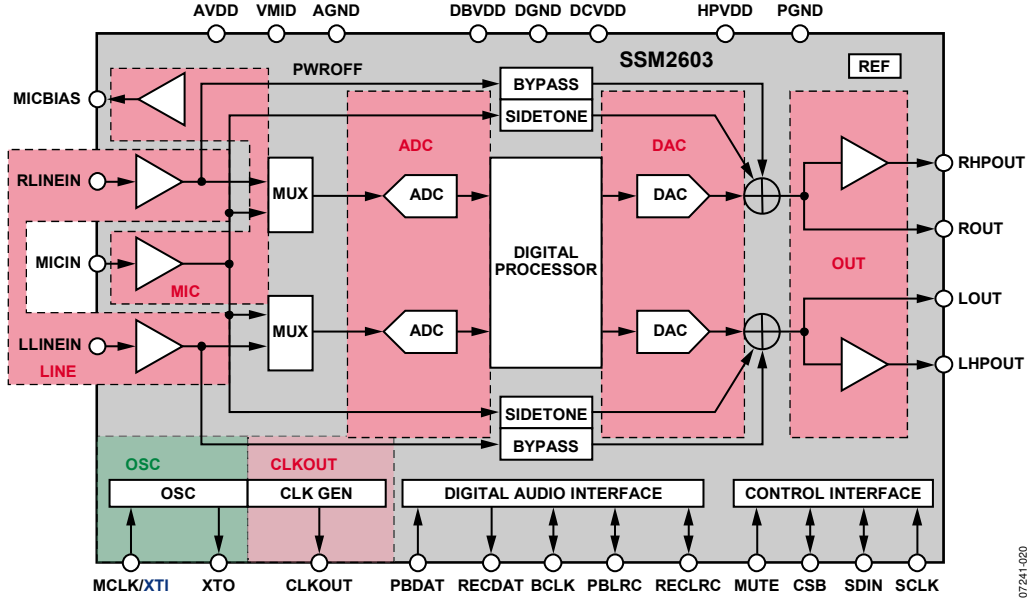 AVDD VMID AGND DBVDD DGND DCVDD HPVDD PGND
SSM2603
REF
PWROFF
BYPASS
SIDETONE
MICBIAS
ADC
DAC
RLINEIN
MUX
ADC
DAC
RHPOUT
ROUT
MICIN
MIC
DIGITAL
PROCESSOR
OUT
LOUT
MUX
ADC
DAC
LLINEIN
LINE
LHPOUT
SIDETONE
BYPASS
OSC
CLKOUT
OSC
CLK GEN
DIGITAL AUDIO INTERFACE
CONTROL INTERFACE
MCLK/XTI XTO CLKOUT PBDAT RECDAT BCLK PBLRC RECLRC MUTE CSB SDIN SCLK
07241-020